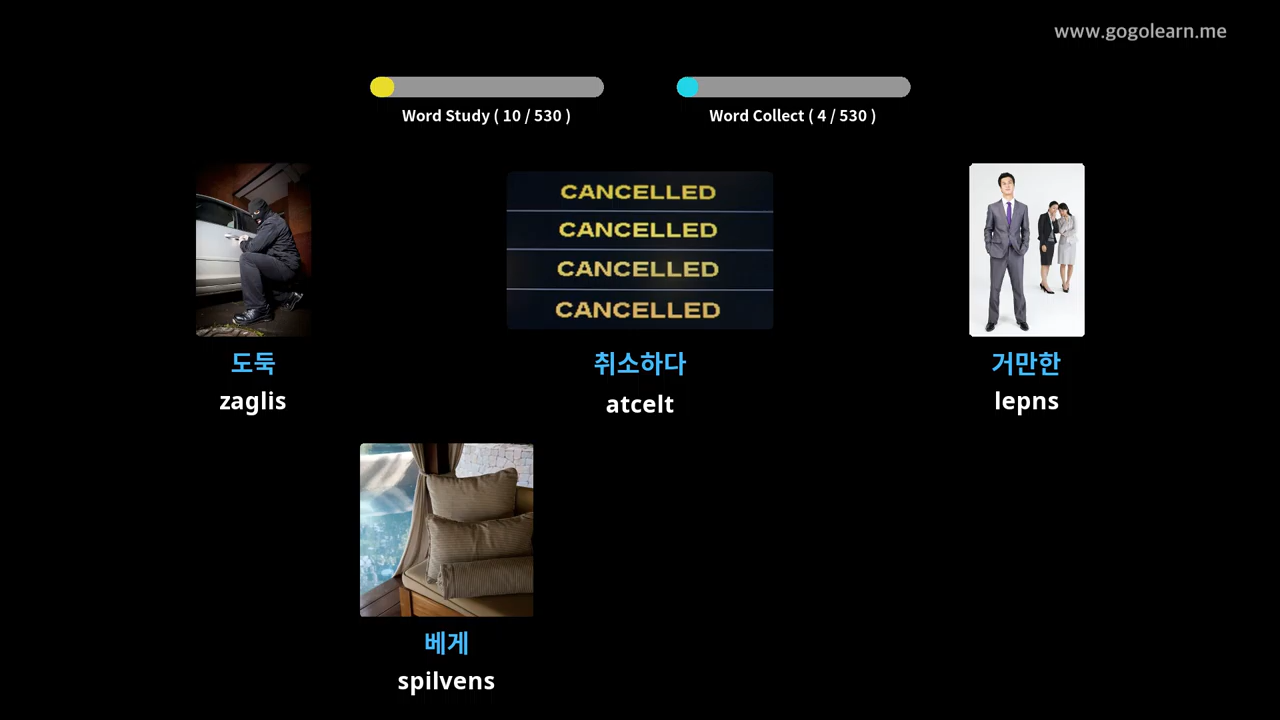 www.gogolearn.me
Word Study ( 10 / 530 )
Word Collect ( 4 / 530 )
CANCELLED
CANCELLED
CANCELLED
CANCELLED
도둑
취소하다
거만한
zaglis
atcelt
lepns
베게
spilvens